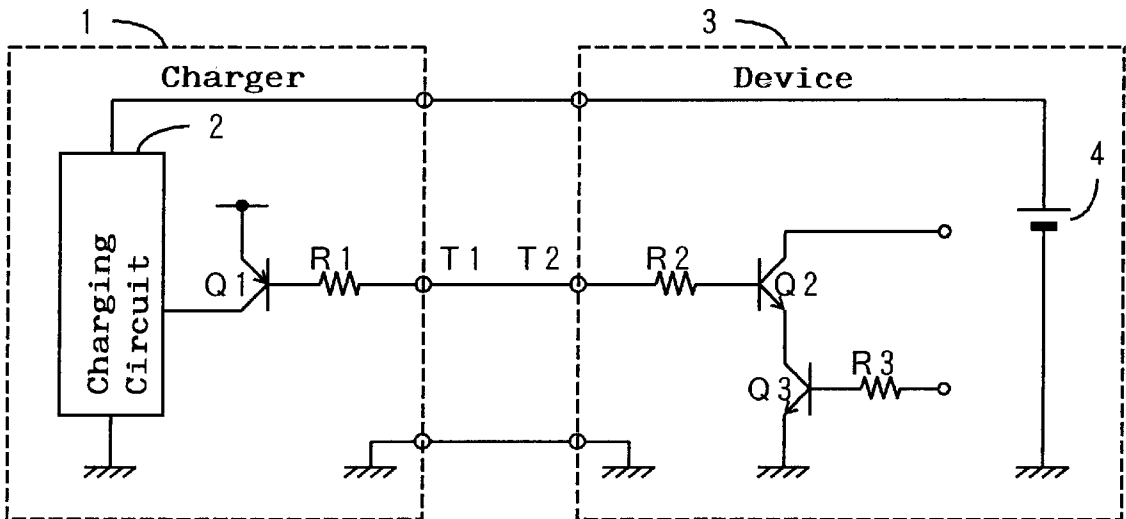 1
3
Charger
Device
2
4
Charging
Circuit
Q1
R1
T1
T2
R2
Q2
Q3
R3